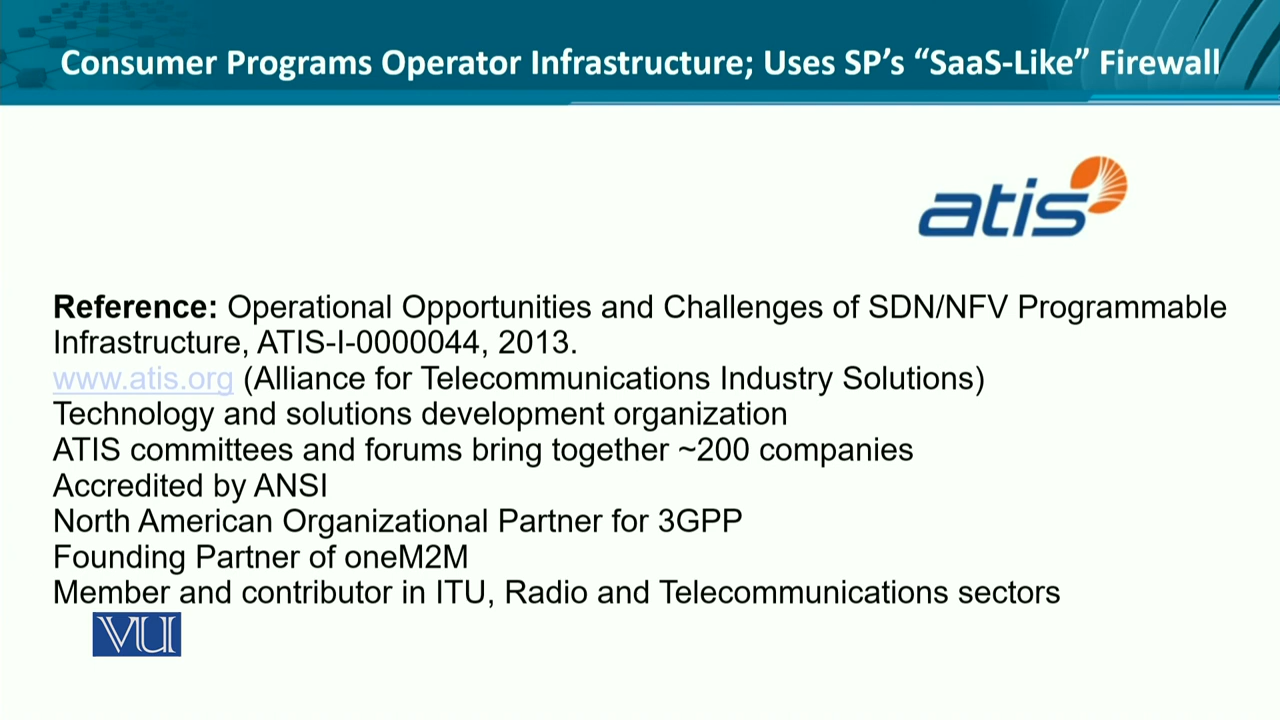 Consumer Programs Operator Infrastructure; Uses SP’s “SaaS-Like” Firewall
atis
Reference: Operational Opportunities and Challenges of SDN/NFV Programmable
Infrastructure, ATIS-I-0000044, 2013.
www.atis.org (Alliance for Telecommunications Industry Solutions)
Technology and solutions development organization
ATIS committees and forums bring together ~200 companies
Accredited by ANSI
North American Organizational Partner for 3GPP
Founding Partner of oneM2M
Member and contributor in ITU, Radio and Telecommunications sectors
VU